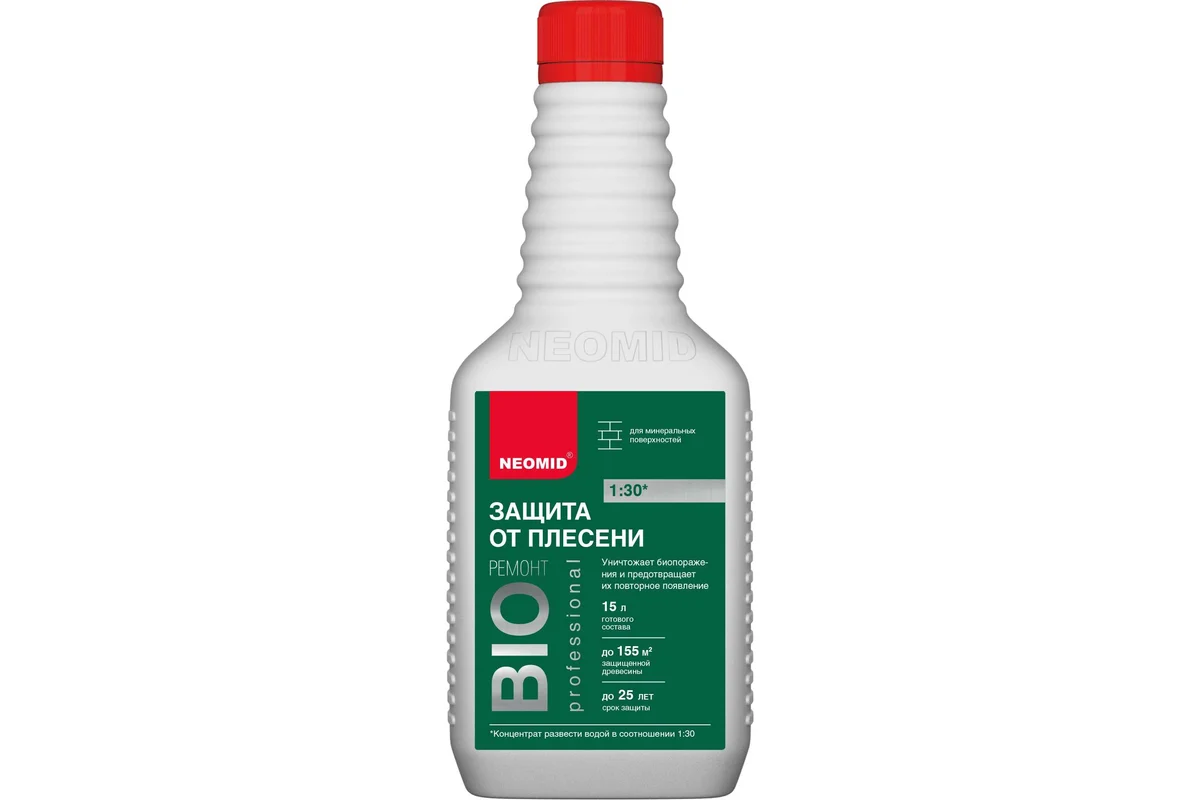 NEOMID
NEOMID®
для минеральных
поверхностей
1:30*
ЗАЩИТА
ОТ ПЛЕСЕНИ
РЕМОНТ
BIO
professional
Уничтожает биопораже-
ния и предотвращает
их повторное появление
15 л
готового
состава
до 155 м²
защищенной
древесины
до 25 ЛЕТ
срок защиты
*Концентрат развести водой в соотношении 1:30